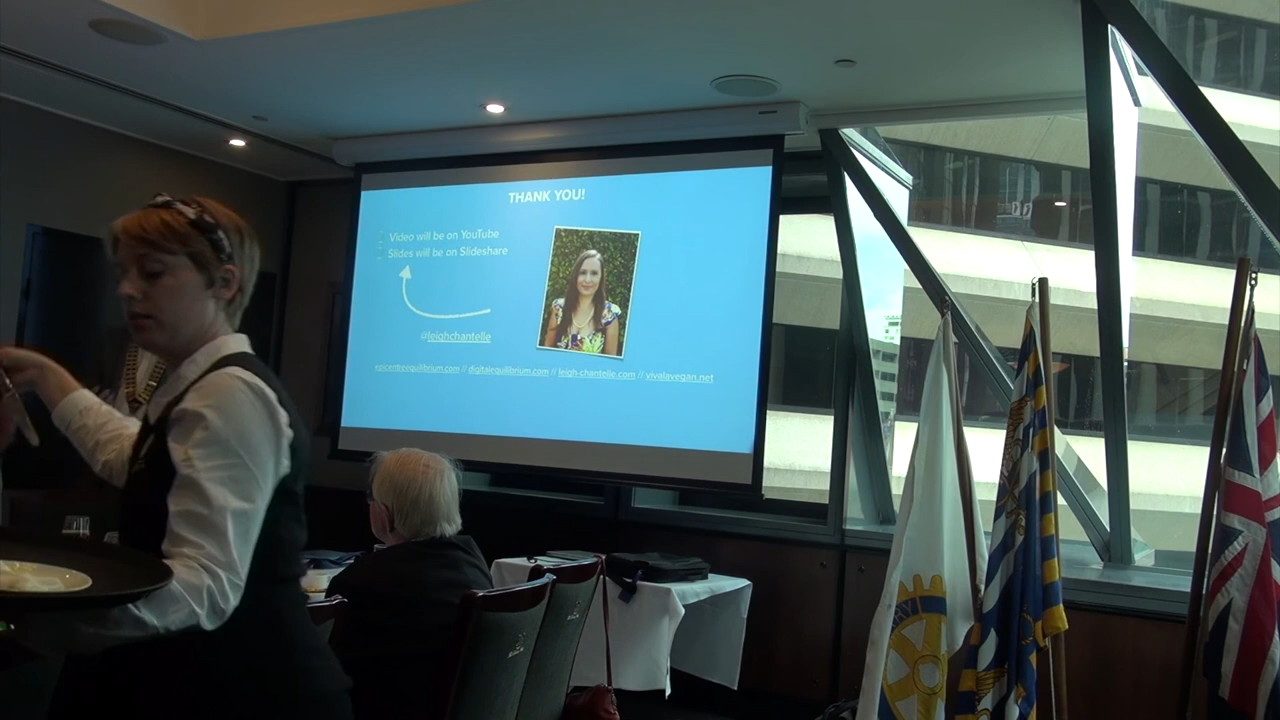 THANK YOU!
Video will be on YouTube
Slides will be on Slideshare
@leighchantelle
epicentreequilibrium.com // digitalequilibrium.com // leigh-chantelle.com // vivalavegan.net